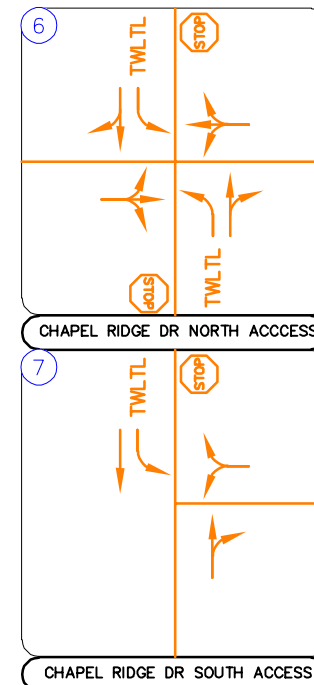 6
TWLTL
STOP
STOP
TWLTL
CHAPEL RIDGE DR NORTH ACCCESS
7
TWLTL
STOP
CHAPEL RIDGE DR SOUTH ACCESS